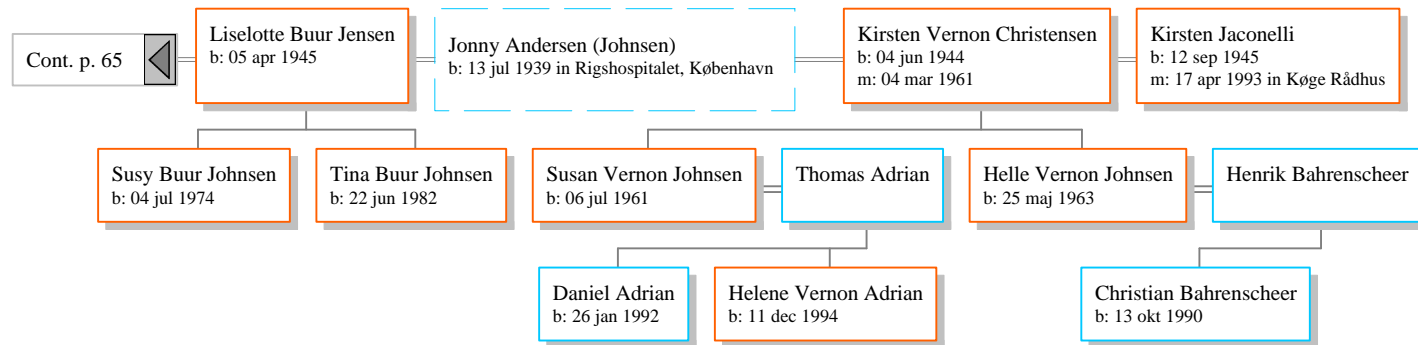 Cont. p. 65
Liselotte Buur Jensen
b: 05 apr 1945
Jonny Andersen (Johnsen)
b: 13 jul 1939 in Rigshospitalet, København
Kirsten Vernon Christensen
b: 04 jun 1944
m: 04 mar 1961
Kirsten Jaconelli
b: 12 sep 1945
m: 17 apr 1993 in Køge Rådhus
Susy Buur Johnsen
b: 04 jul 1974
Tina Buur Johnsen
b: 22 jun 1982
Susan Vernon Johnsen
b: 06 jul 1961
Thomas Adrian
Helle Vernon Johnsen
b: 25 maj 1963
Henrik Bahrenscheer
Daniel Adrian
b: 26 jan 1992
Helene Vernon Adrian
b: 11 dec 1994
Christian Bahrenscheer
b: 13 okt 1990